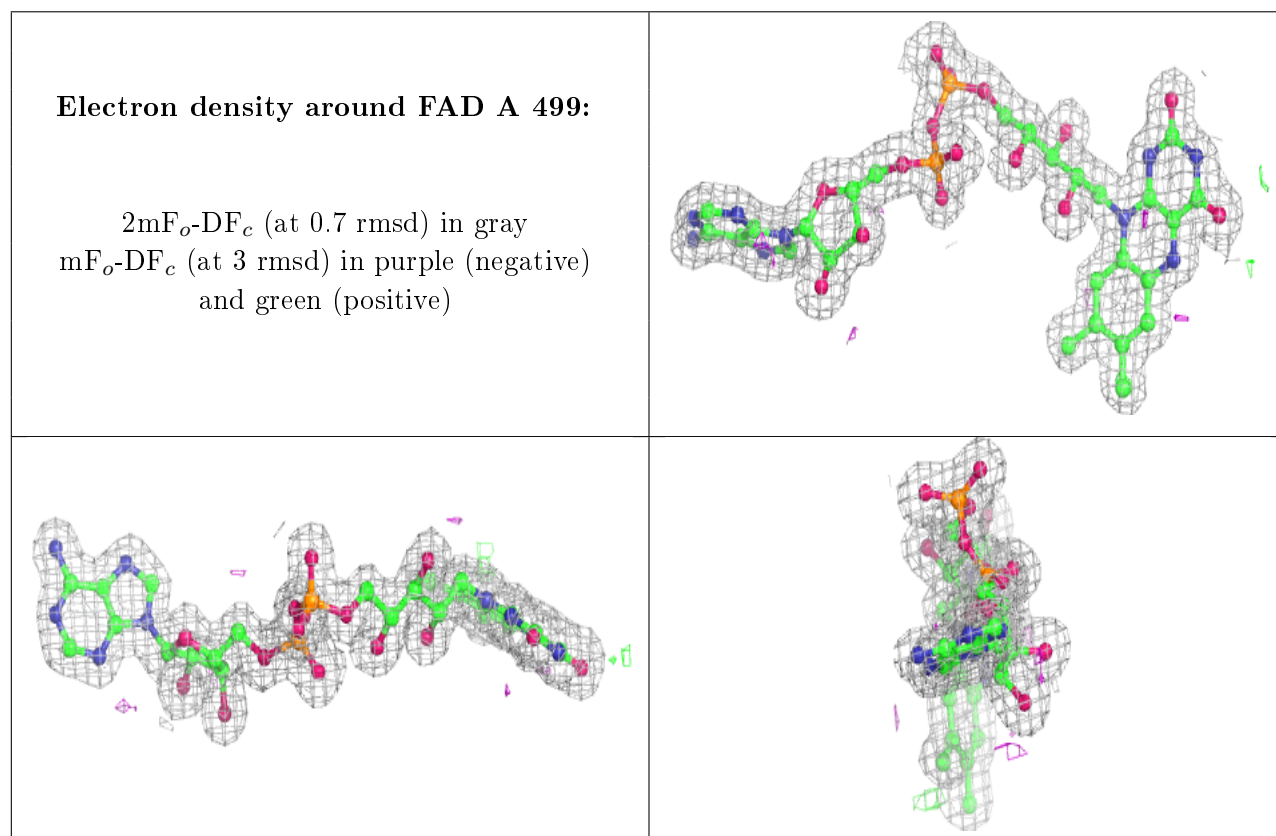 Electron density around FAD A 499:
2mFₒ-DF𝒸 (at 0.7 rmsd) in gray
mFₒ-DF𝒸 (at 3 rmsd) in purple (negative)
and green (positive)